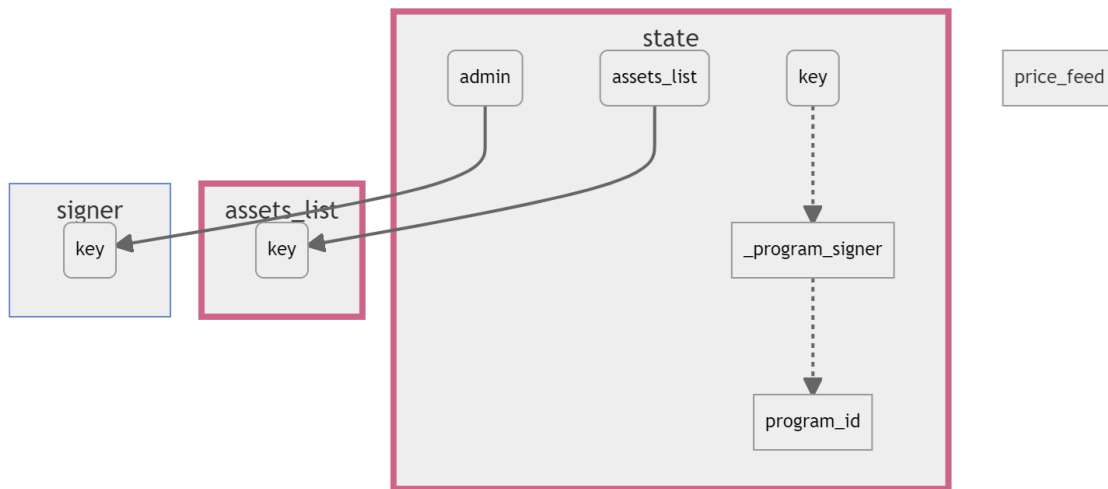 state
admin
assets_list
key
price_feed
signer
key
assets_list
key
_program_signer
program_id